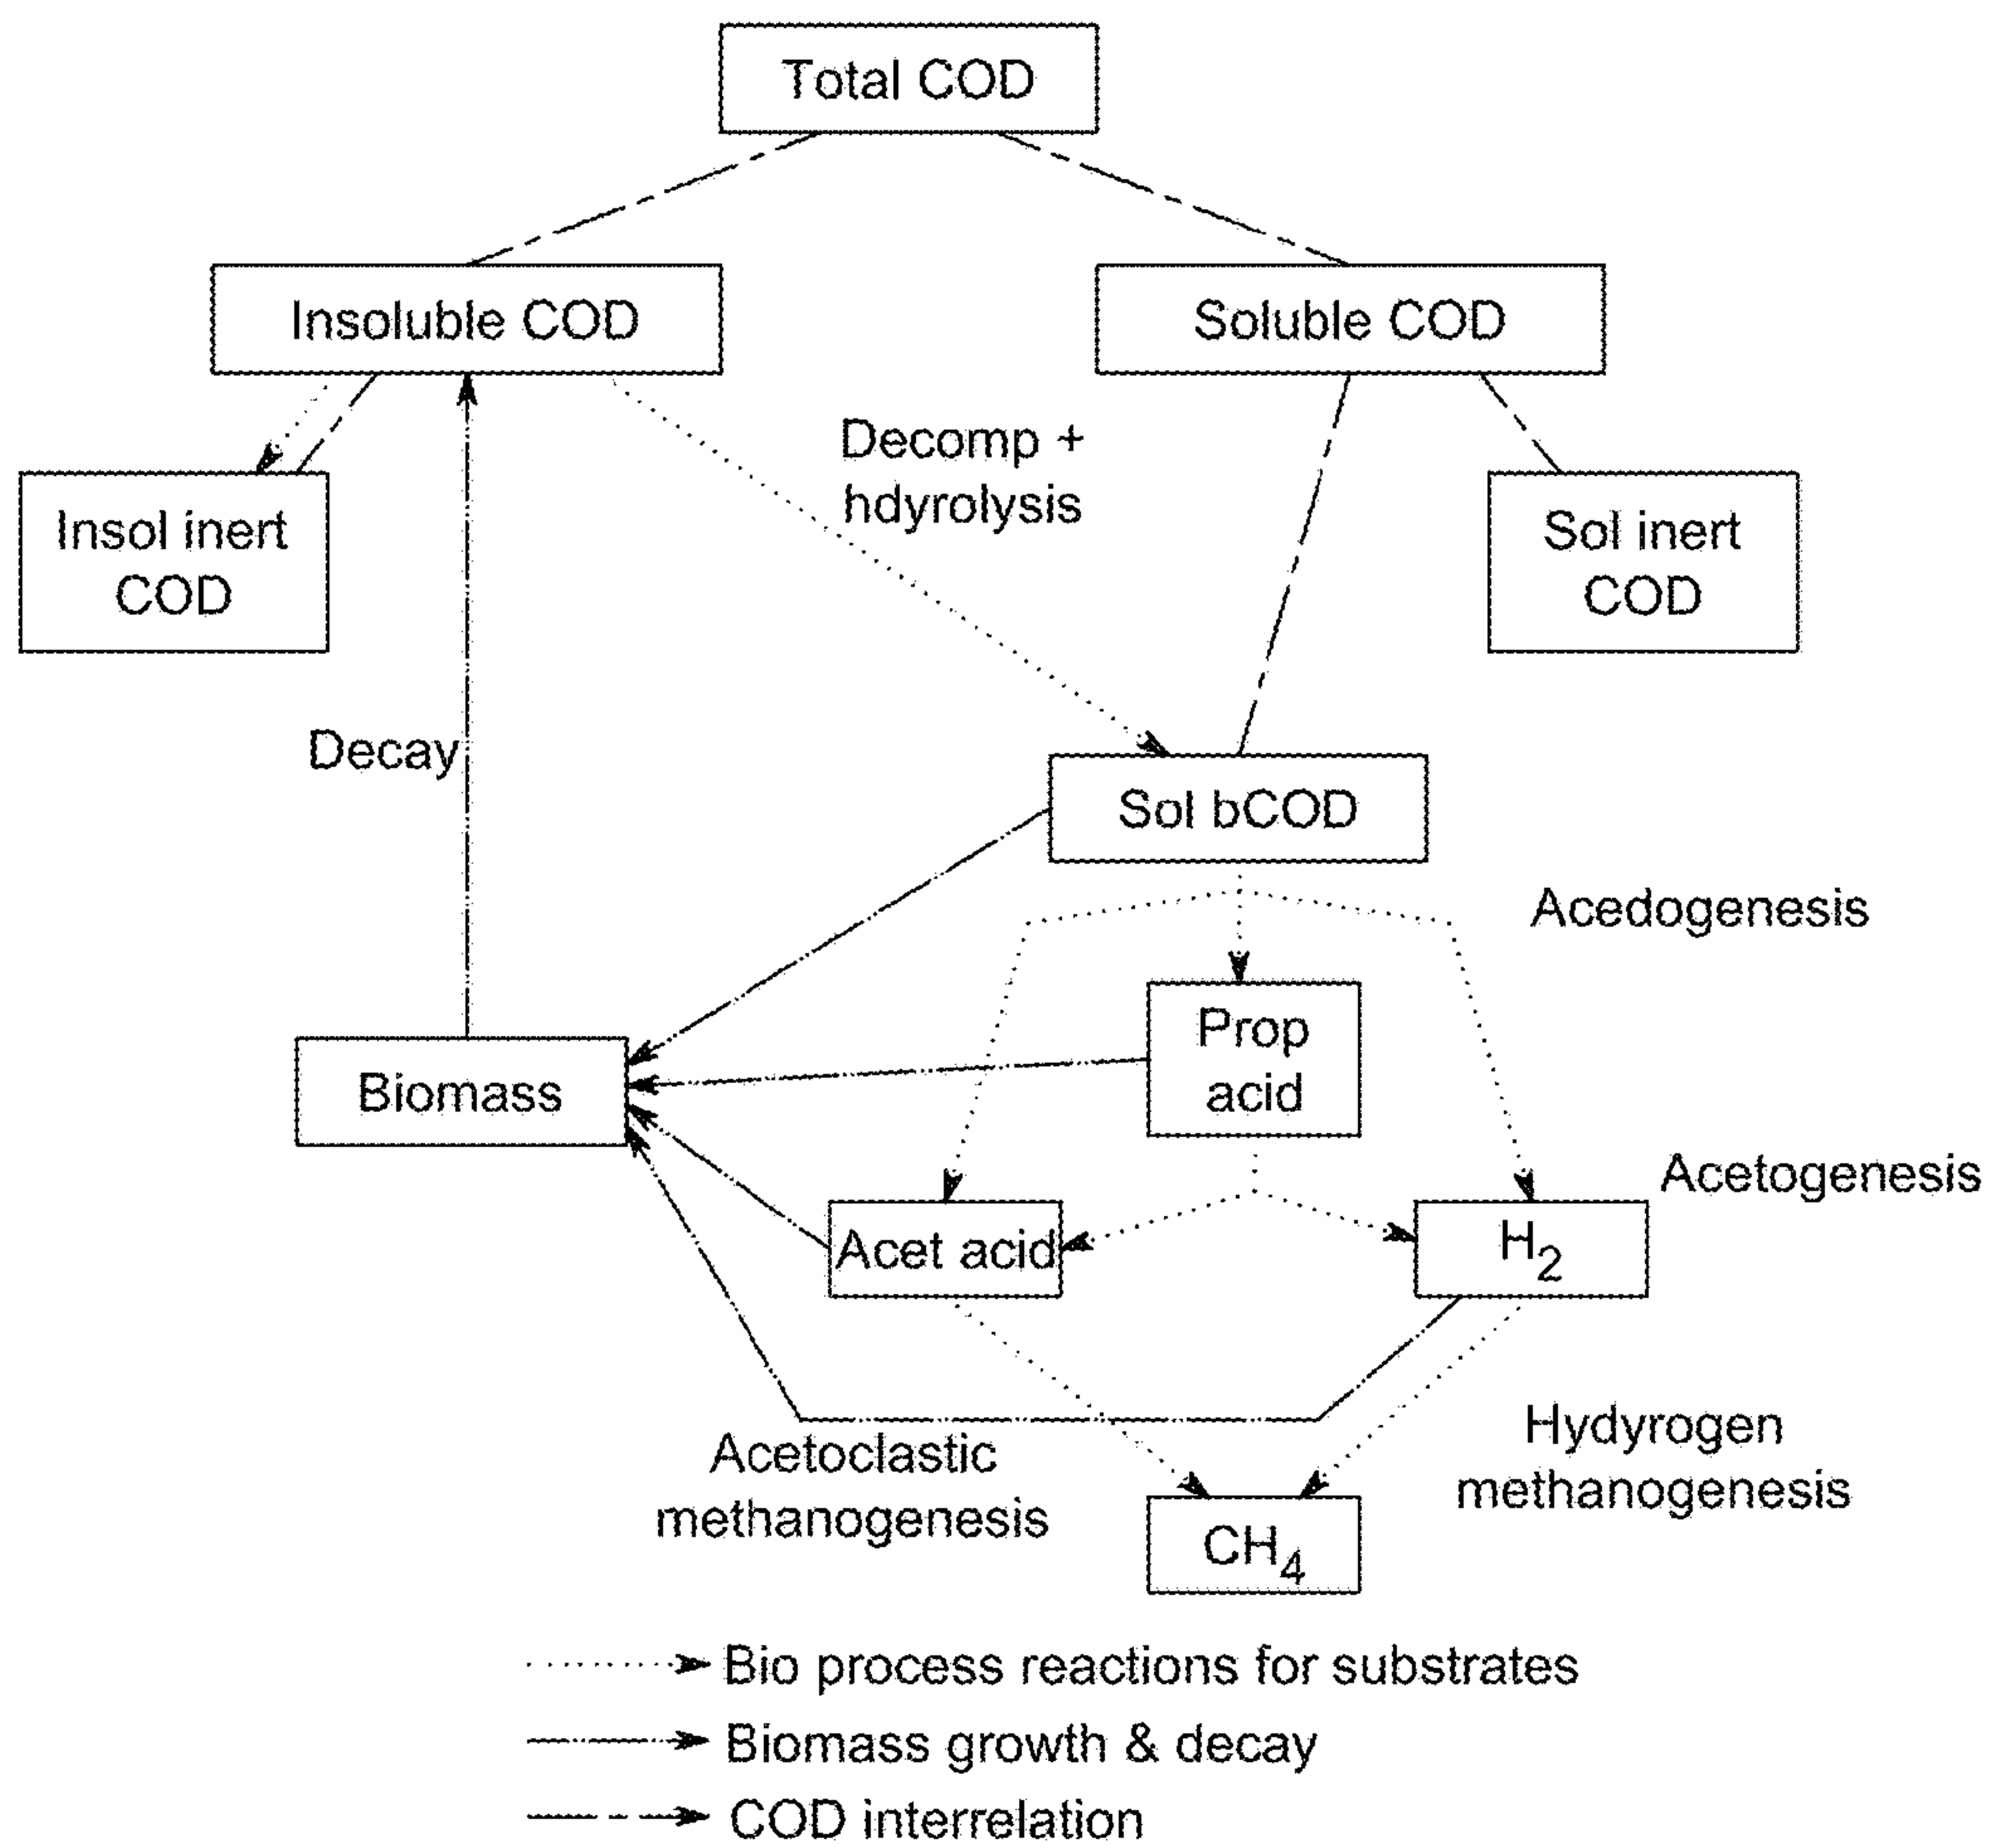 Total COD
Insoluble COD
Soluble COD
Decomp +
hdyrolysis
Insol inert
COD
Sol inert
COD
Decay
Sol bCOD
Acedogenesis
Prop
acid
Biomass
Acetogenesis
Acet acid
H2
Hydyrogen
methanogenesis
Acetoclastic
methanogenesis
CH4
Bio process reactions for substrates
Biomass growth & decay
COD interrelation